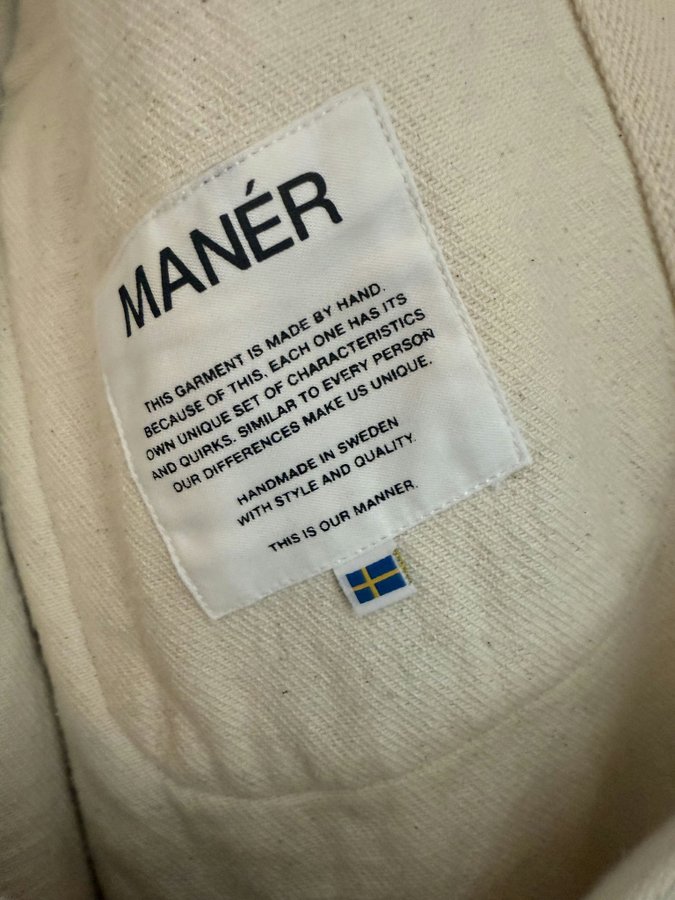 MANÉR
THIS GARMENT IS MADE BY HAND.
BECAUSE OF THIS, EACH ONE HAS ITS
OWN UNIQUE SET OF CHARACTERISTICS
AND QUIRKS. SIMILAR TO EVERY PERSON
OUR DIFFERENCES MAKE US UNIQUE.
HANDMADE IN SWEDEN
WITH STYLE AND QUALITY.
THIS IS OUR MANNER.